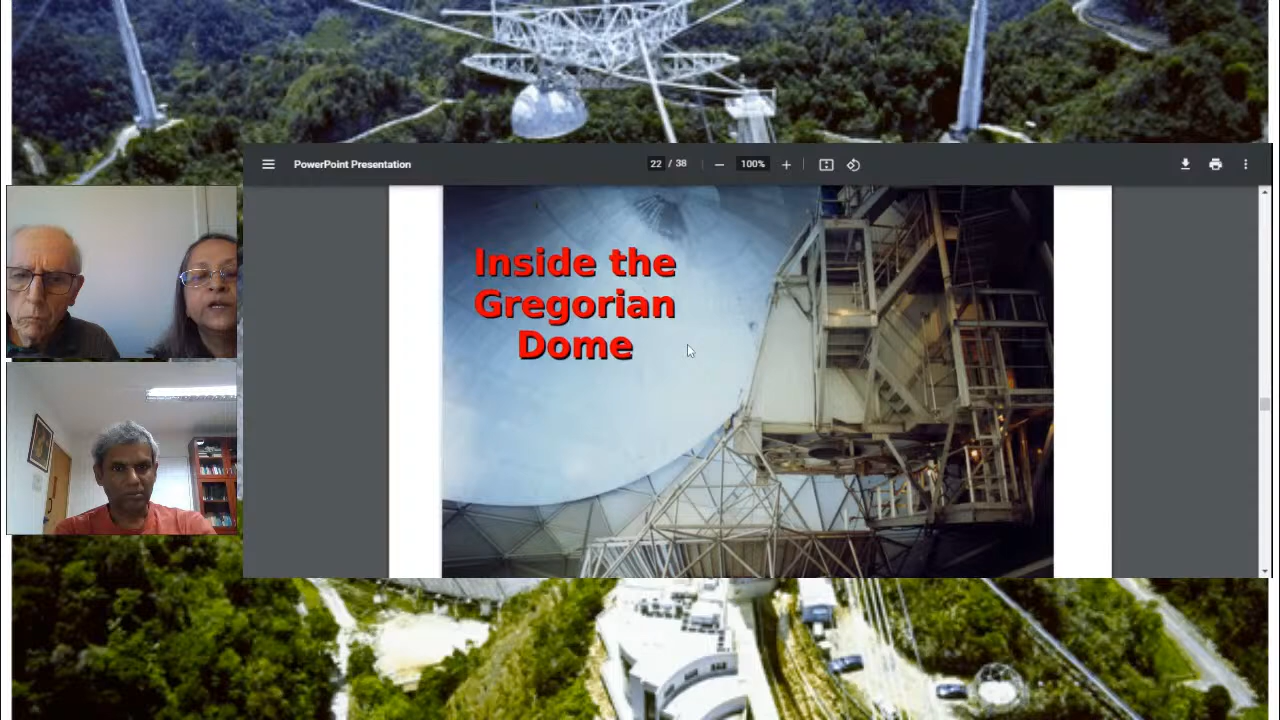 PowerPoint Presentation
22 / 38
100%
Inside the
Gregorian
Dome